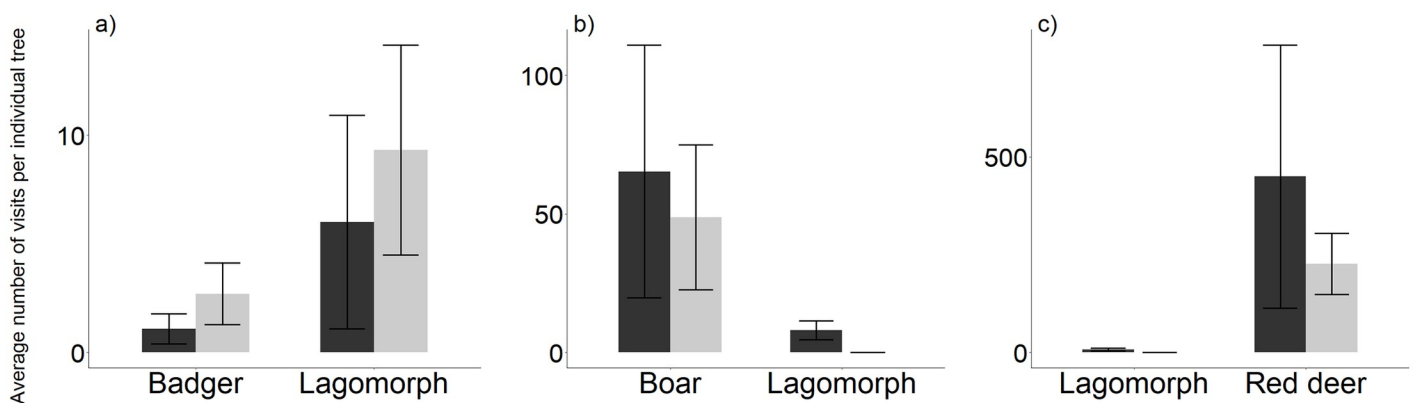 Average number of visits per individual tree
a)
10
0
Badger Lagomorph
b)
100
50
0
Boar Lagomorph
c)
500
0
Lagomorph Red deer